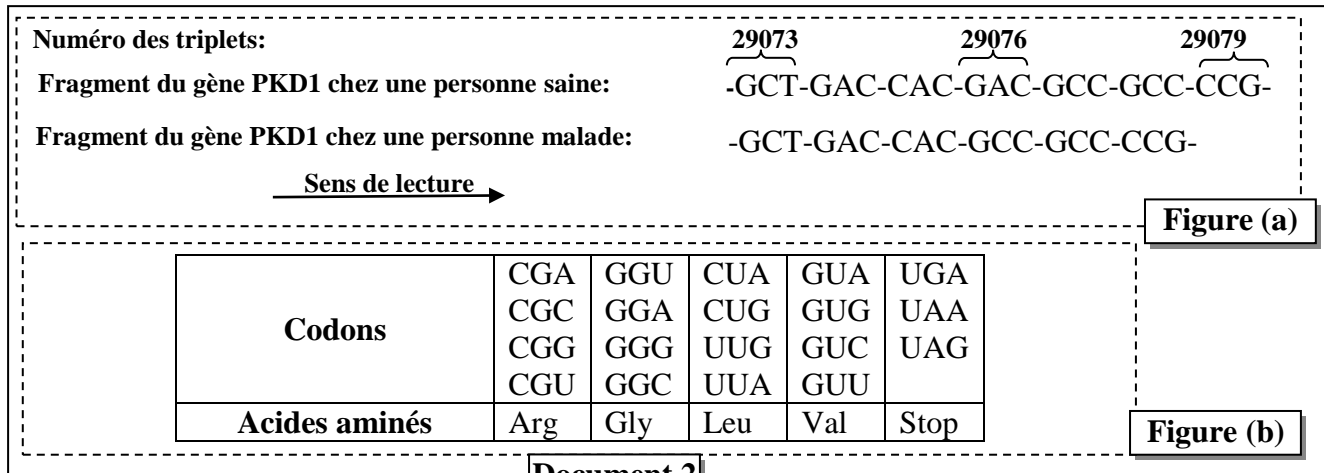 Numéro des triplets: 29073 29076 29079
Fragment du gène PKD1 chez une personne saine: -GCT-GAC-CAC-GAC-GCC-GCC-CCG-
Fragment du gène PKD1 chez une personne malade: -GCT-GAC-CAC-GCC-GCC-CCG-
Sens de lecture
Figure (a)
Codons
CGA GGU CUA GUA UGA
CGC GGA CUG GUG UAA
CGG GGG UUG GUC UAG
CGU GGC UUA GUU
Acides aminés Arg Gly Leu Val Stop
Figure (b)
Document 2